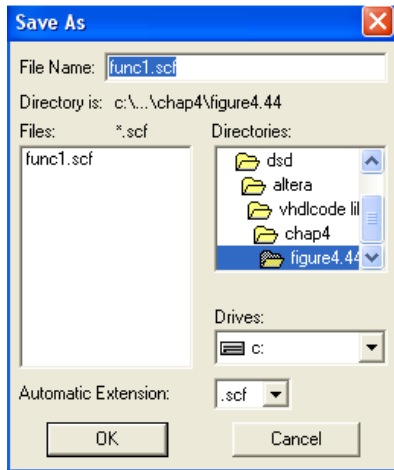 Save As
File Name: func1.scf
Directory is: c:\...\chap4\figure4.44
Files: *.scf
Directories:
func1.scf
dsd
altera
vhdlcode lil
chap4
figure4.44
Drives:
c:
Automatic Extension: .scf
OK
Cancel